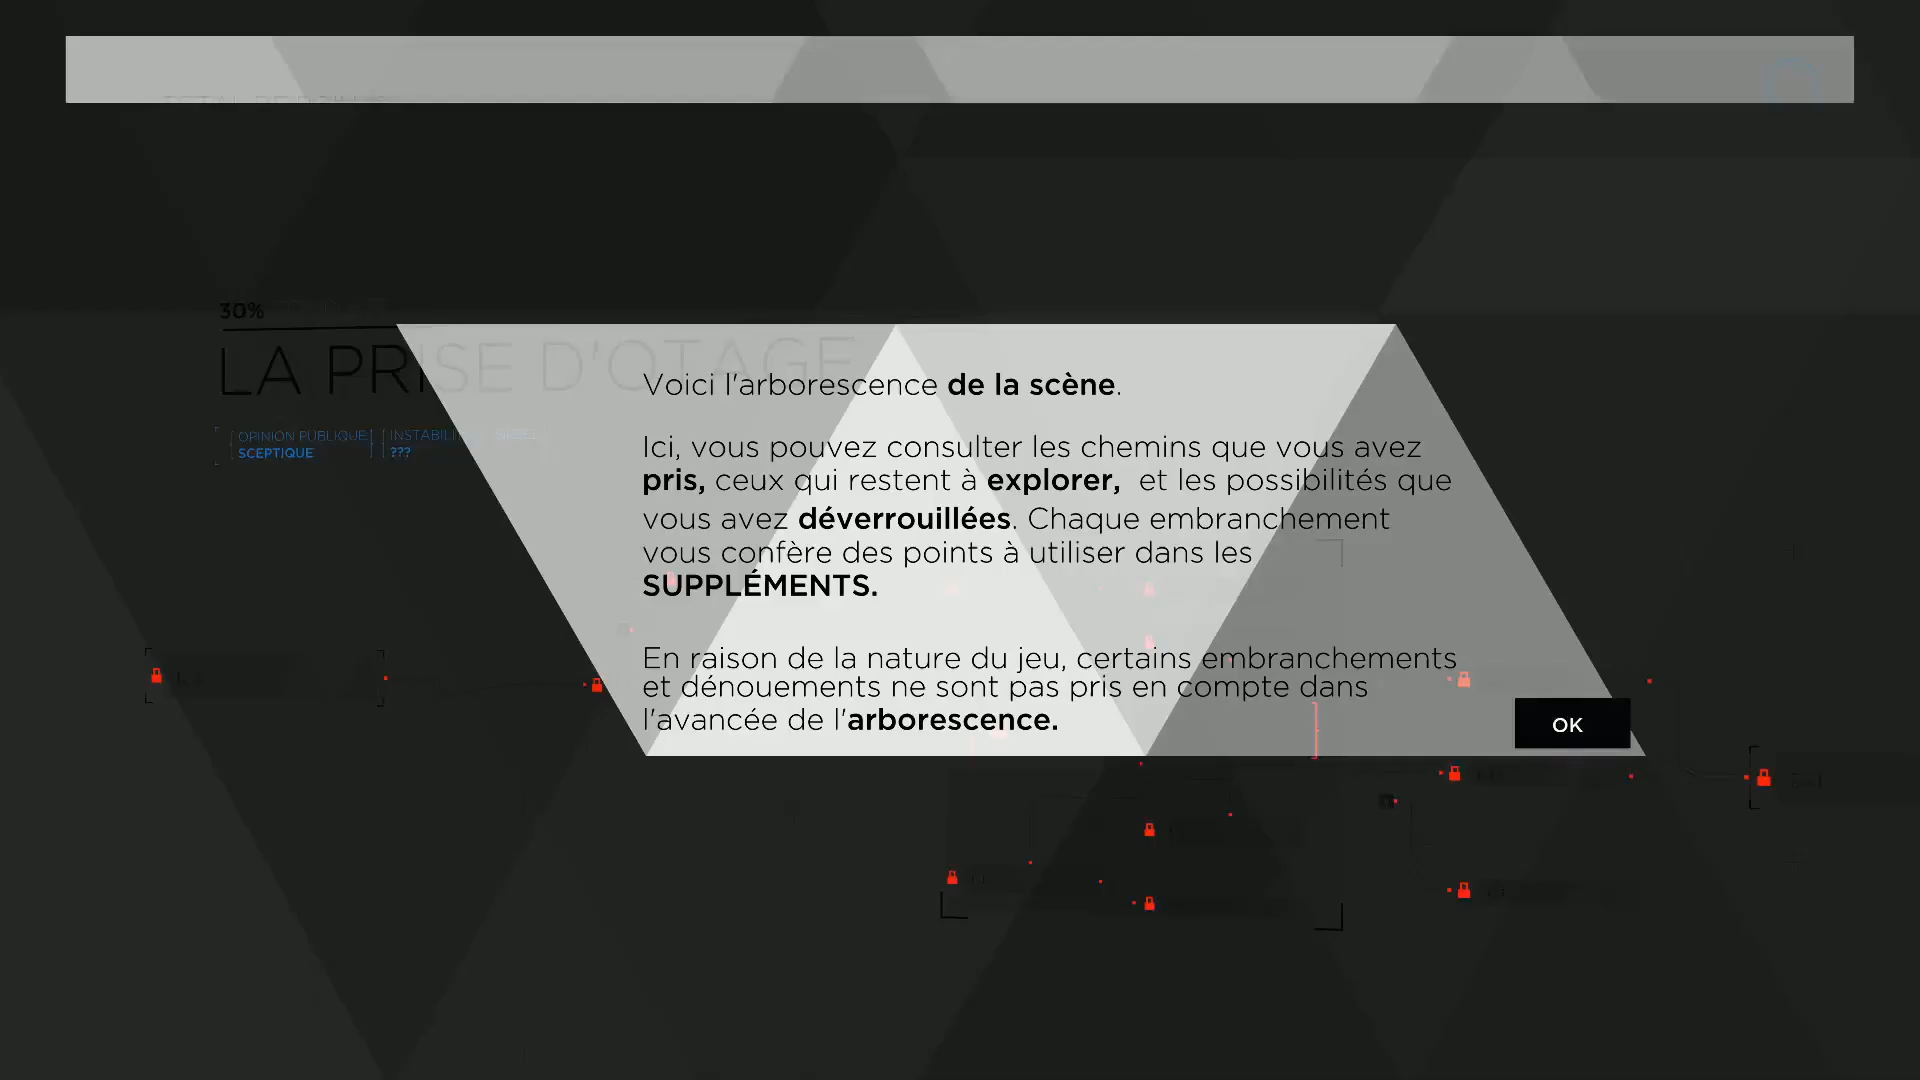 30%
LA PRISE D'OTAGE
OPINION PUBLIQUE
SCEPTIQUE
???
Voici l'arborescence de la scène.
Ici, vous pouvez consulter les chemins que vous avez
pris, ceux qui restent à explorer, et les possibilités que
vous avez déverrouillées. Chaque embranchement
vous confère des points à utiliser dans les
SUPPLÉMENTS.
En raison de la nature du jeu, certains embranchements
et dénouements ne sont pas pris en compte dans
l'avancée de l'arborescence.
OK